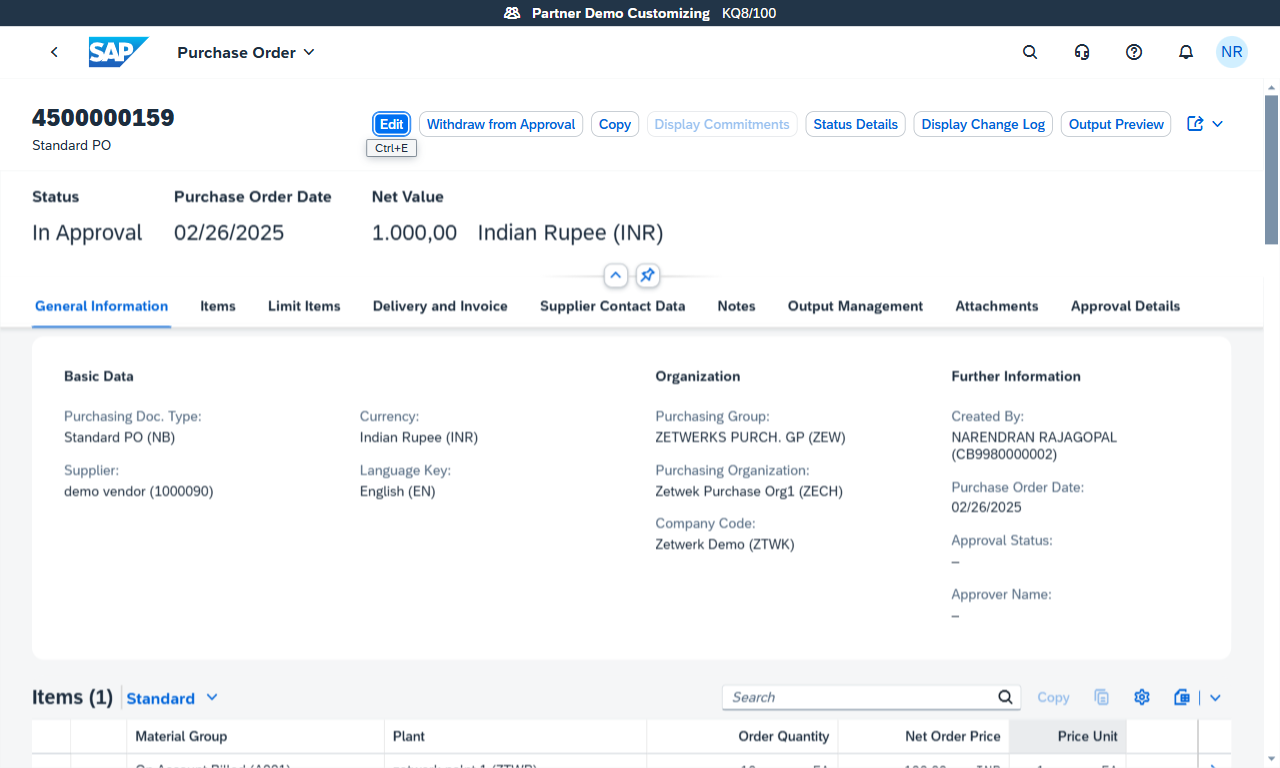 Partner Demo Customizing KQ8/100
SAP Purchase Order NR
4500000159
Standard PO
Edit Withdraw from Approval Copy Display Commitments Status Details Display Change Log Output Preview
Ctrl+E
Status Purchase Order Date Net Value
In Approval 02/26/2025 1.000,00 Indian Rupee (INR)
General Information Items Limit Items Delivery and Invoice Supplier Contact Data Notes Output Management Attachments Approval Details
Basic Data
Purchasing Doc. Type:
Standard PO (NB)
Supplier:
demo vendor (1000090)
Currency:
Indian Rupee (INR)
Language Key:
English (EN)
Organization
Purchasing Group:
ZETWERKS PURCH. GP (ZEW)
Purchasing Organization:
Zetwek Purchase Org1 (ZECH)
Company Code:
Zetwerk Demo (ZTWK)
Further Information
Created By:
NARENDRAN RAJAGOPAL
(CB9980000002)
Purchase Order Date:
02/26/2025
Approval Status:
–
Approver Name:
–
Items (1) Standard Search Copy
Material Group Plant Order Quantity Net Order Price Price Unit